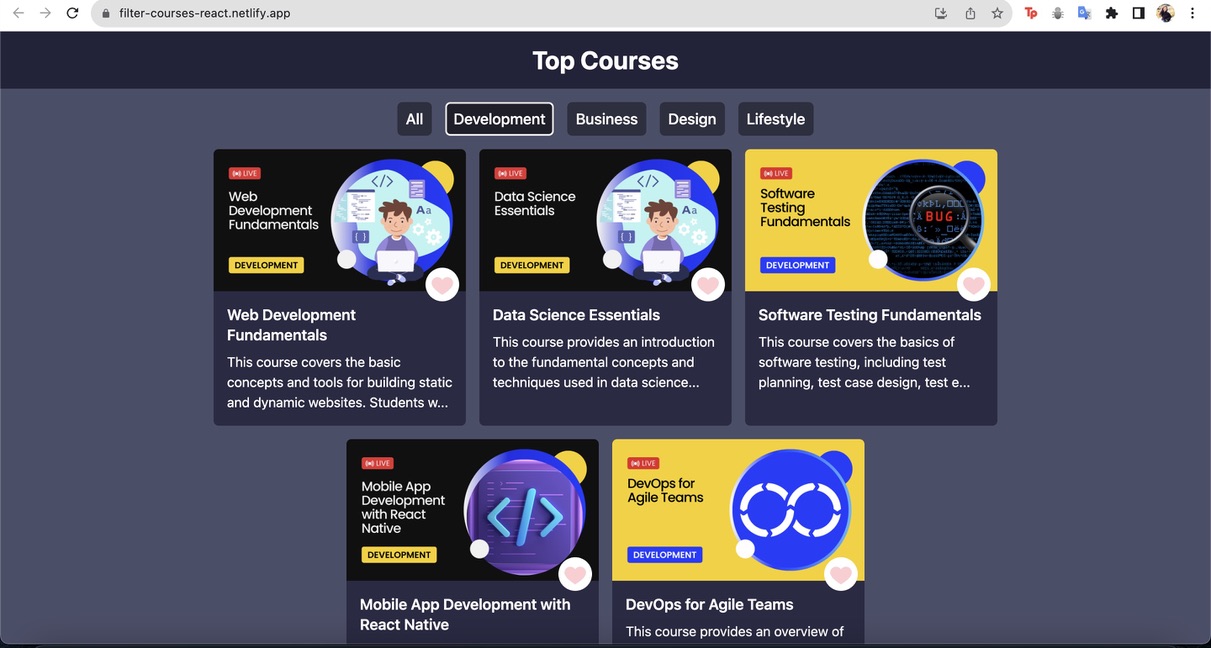 filter-courses-react.netlify.app
Tp
Top Courses
All
Development
Business
Design
Lifestyle
LIVE
Web
Development
Fundamentals
DEVELOPMENT
</>
Aa
{ }
LIVE
Data Science
Essentials
DEVELOPMENT
</>
Aa
{ }
LIVE
Software
Testing
Fundamentals
DEVELOPMENT
BUG
Web Development
Fundamentals
This course covers the basic
concepts and tools for building static
and dynamic websites. Students w...
Data Science Essentials
This course provides an introduction
to the fundamental concepts and
techniques used in data science...
Software Testing Fundamentals
This course covers the basics of
software testing, including test
planning, test case design, test e...
LIVE
Mobile App
Development
with React
Native
DEVELOPMENT
</>
LIVE
DevOps for
Agile Teams
DEVELOPMENT
Mobile App Development with
React Native
DevOps for Agile Teams
This course provides an overview of